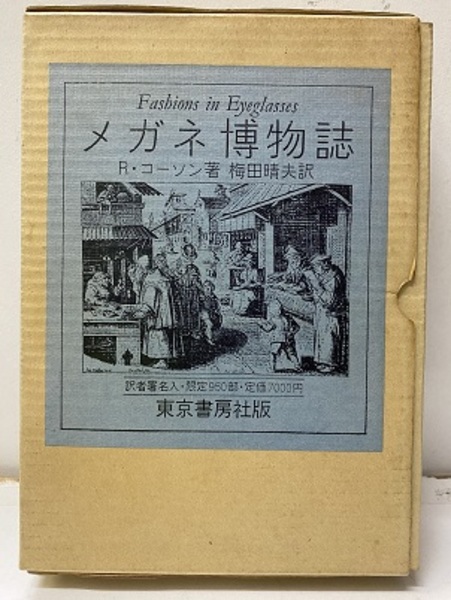 Fashions in Eyeglasses
メガネ博物誌
R・コーソン著 梅田晴夫訳
訳者署名入・限定950部・定価7000円
東京書房社版